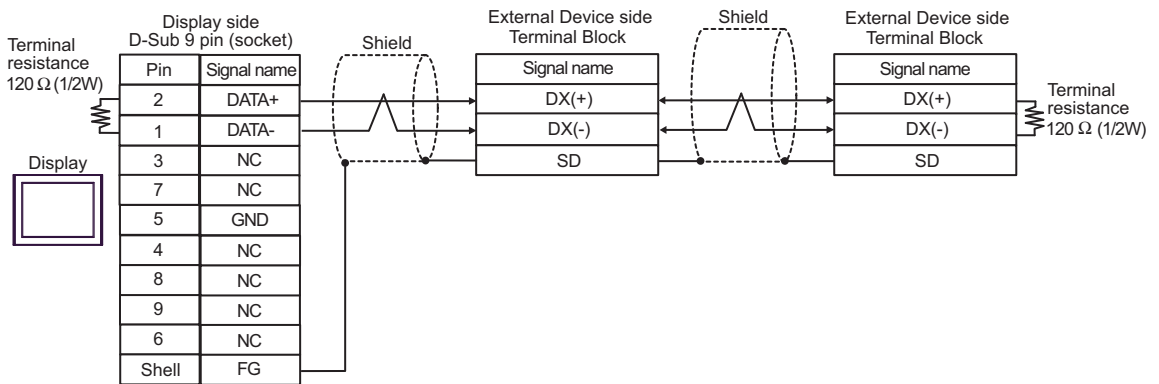 Display side
D-Sub 9 pin (socket)
Terminal
resistance
120 Ω (1/2W)
Shield
External Device side
Terminal Block
Shield
External Device side
Terminal Block
Pin Signal name
2 DATA+
1 DATA-
3 NC
7 NC
5 GND
4 NC
8 NC
9 NC
6 NC
Shell FG
Display
Signal name
DX(+)
DX(-)
SD
Signal name
DX(+)
DX(-)
SD
Terminal
resistance
120 Ω (1/2W)